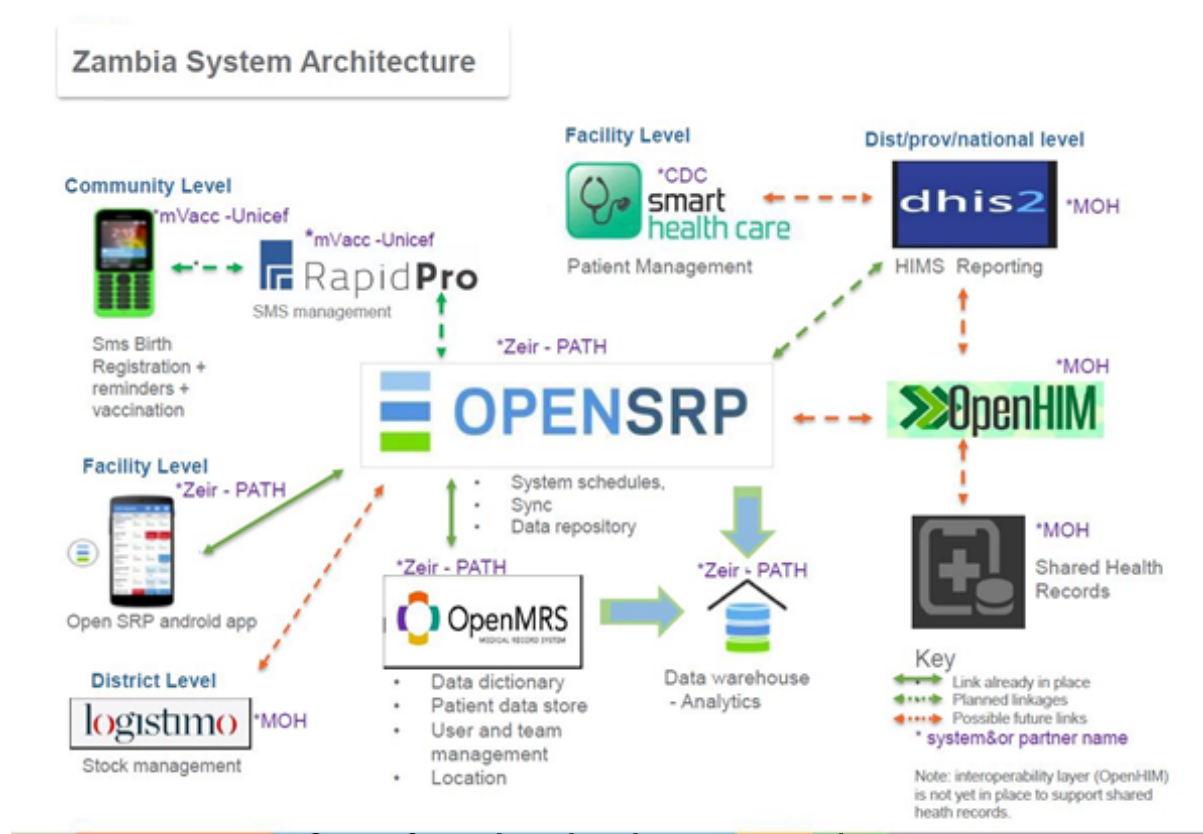 Zambia System Architecture
Community Level
*mVacc -Unicef
*mVacc -Unicef
RapidPro
SMS management
Sms Birth
Registration +
reminders +
vaccination
Facility Level
*CDC
smart
health care
Patient Management
Dist/prov/national level
dhis2
*MOH
HIMS Reporting
*Zeir - PATH
OPENSRP
• System schedules,
• Sync
• Data repository
*MOH
OpenHIM
*MOH
Shared Health
Records
Facility Level
*Zeir - PATH
Open SRP android app
*Zeir - PATH
OpenMRS
MEDICAL RECORD SYSTEM
• Data dictionary
• Patient data store
• User and team
management
• Location
*Zeir - PATH
Data warehouse
- Analytics
District Level
logistimo
*MOH
Stock management
Key
Link already in place
Planned linkages
Possible future links
* system&or partner name
Note: interoperability layer (OpenHIM)
is not yet in place to support shared
heath records.